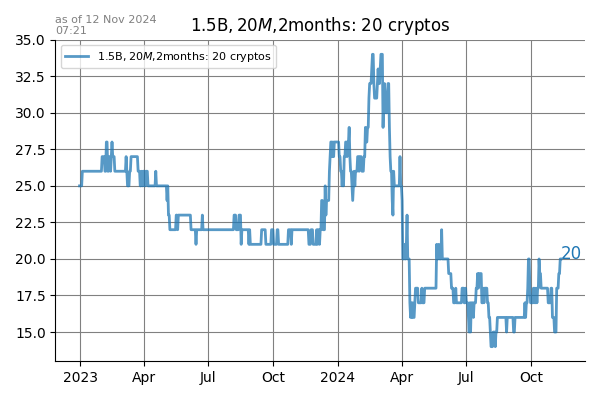 as of 12 Nov 2024
07:21
1.5B, 20M,2months: 20 cryptos
1.5B, 20M,2months: 20 cryptos
35.0
32.5
30.0
27.5
25.0
22.5
20.0
17.5
15.0
20
2023
Apr
Jul
Oct
2024
Apr
Jul
Oct